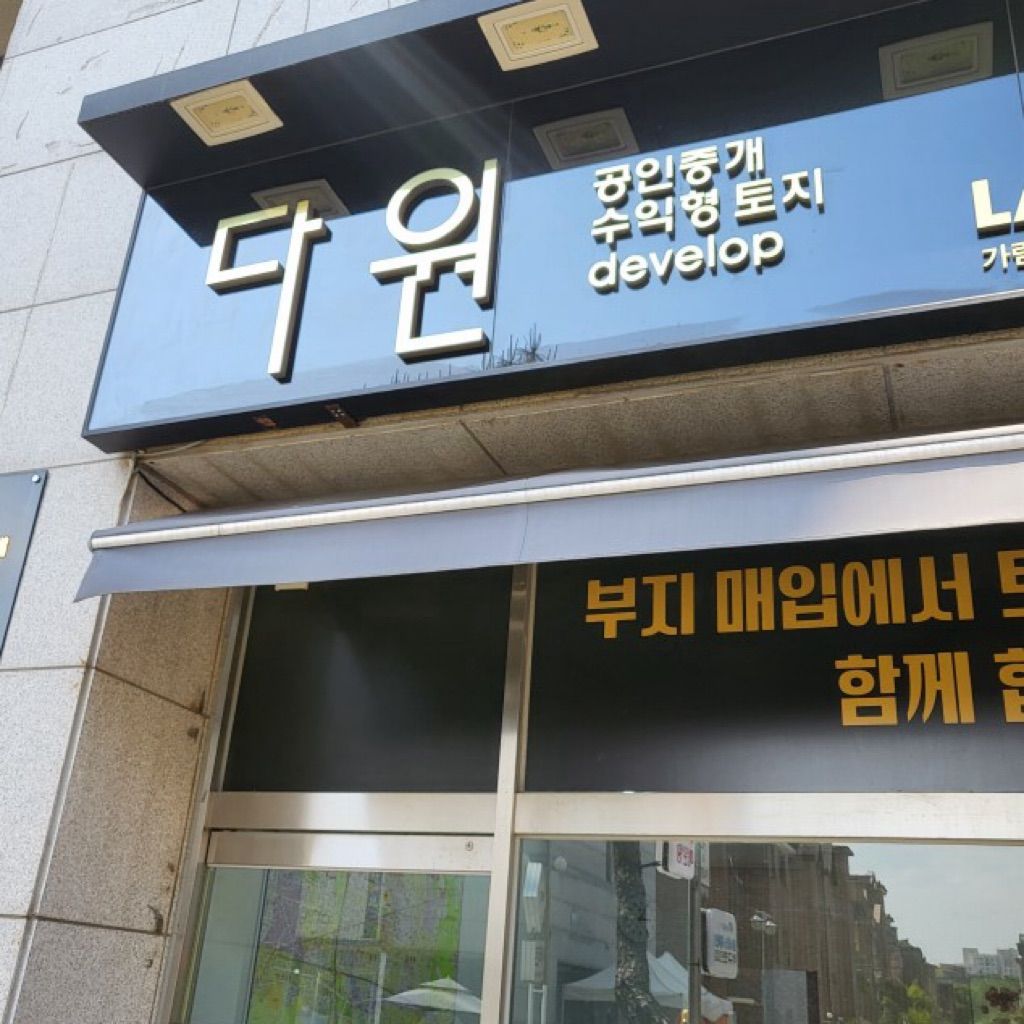 다원
공인중개
수익형 토지
develop
부지 매입에서
함께